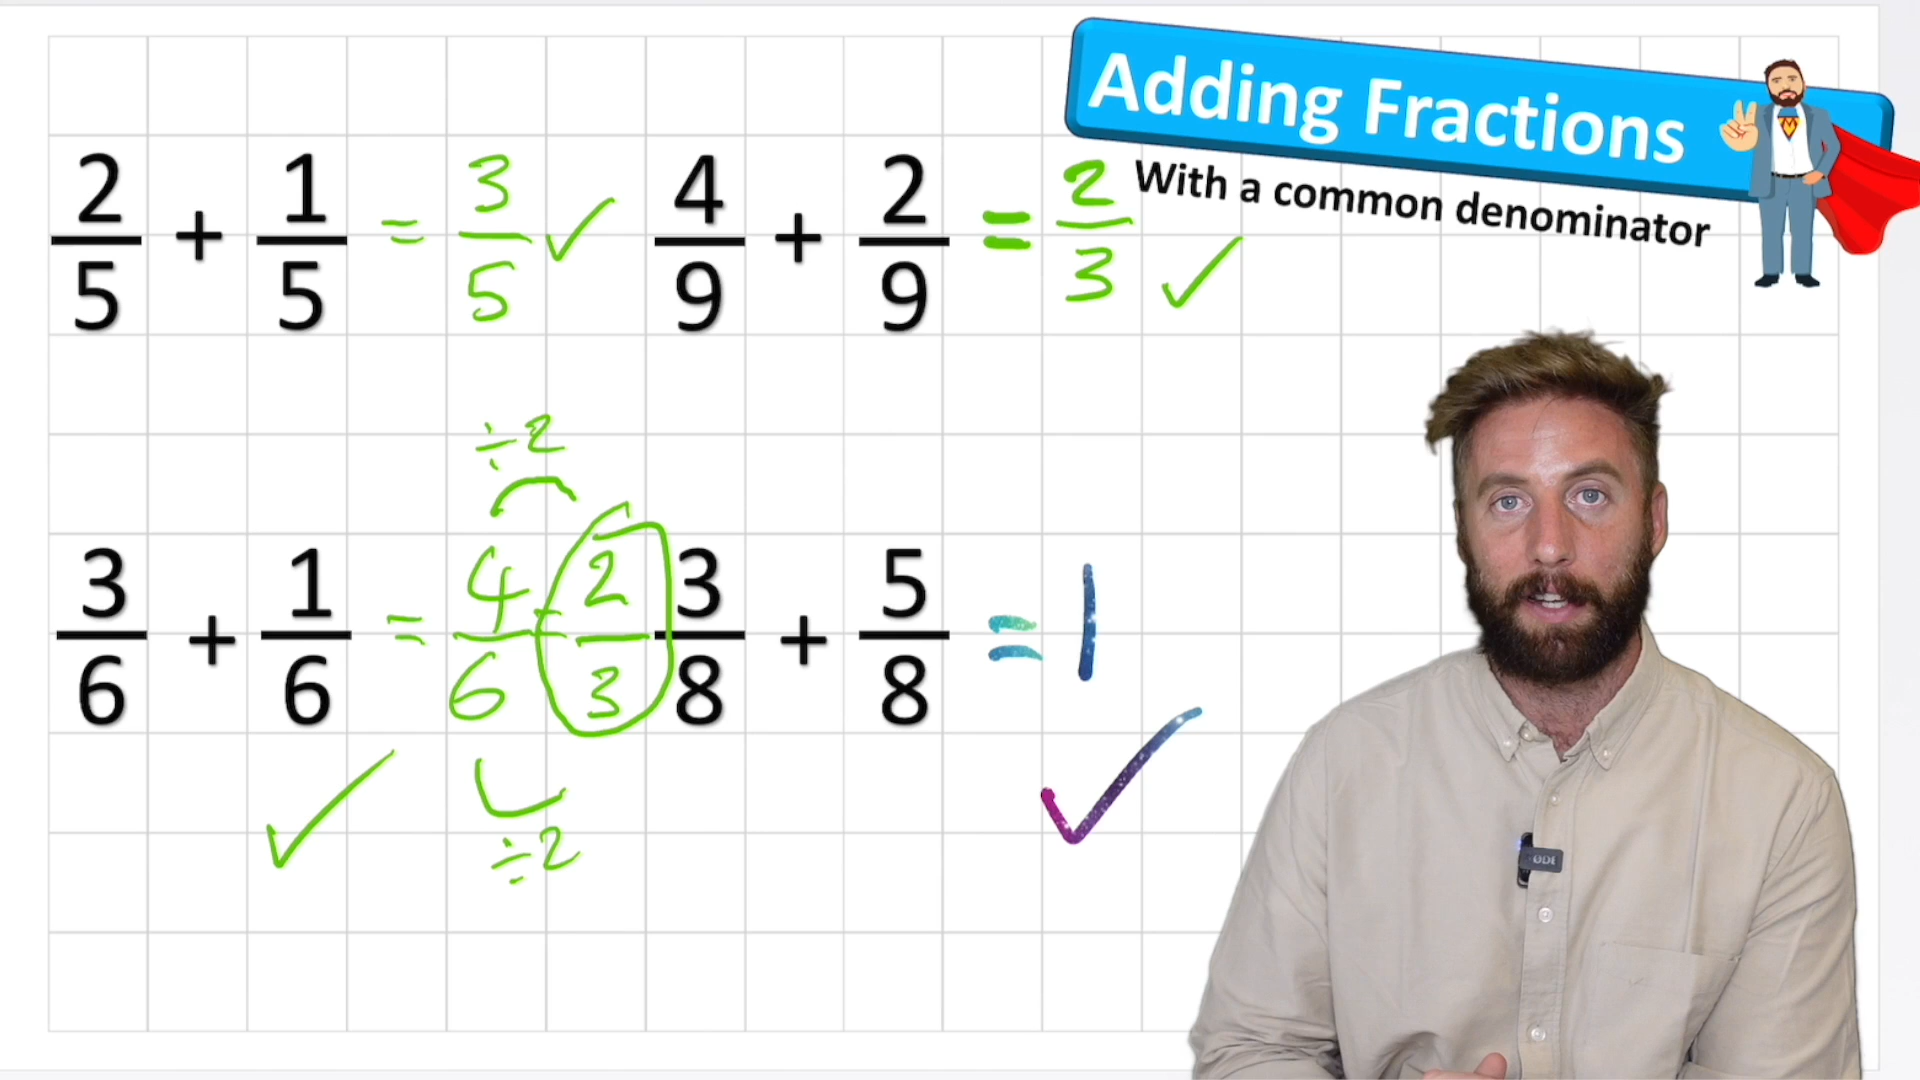 Adding Fractions
With a common denominator
2/5 + 1/5 = 3/5 ✓
4/9 + 2/9 = 2/3 ✓
÷2
3/6 + 1/6 = 4/6 = 2/3 ✓
÷2
3/8 + 5/8 = 1 ✓